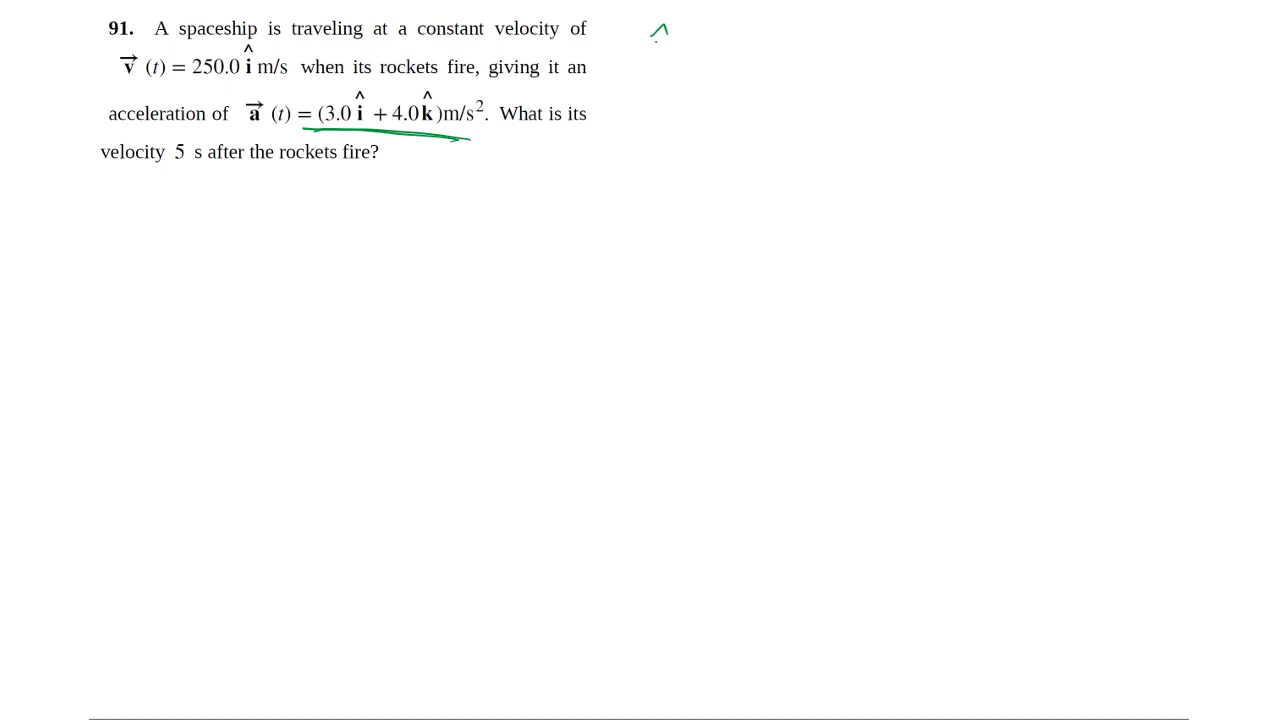 91. A spaceship is traveling at a constant velocity of
v⃗ (t) = 250.0 î m/s when its rockets fire, giving it an
acceleration of a⃗ (t) = (3.0 î + 4.0 k̂ )m/s². What is its
velocity 5 s after the rockets fire?